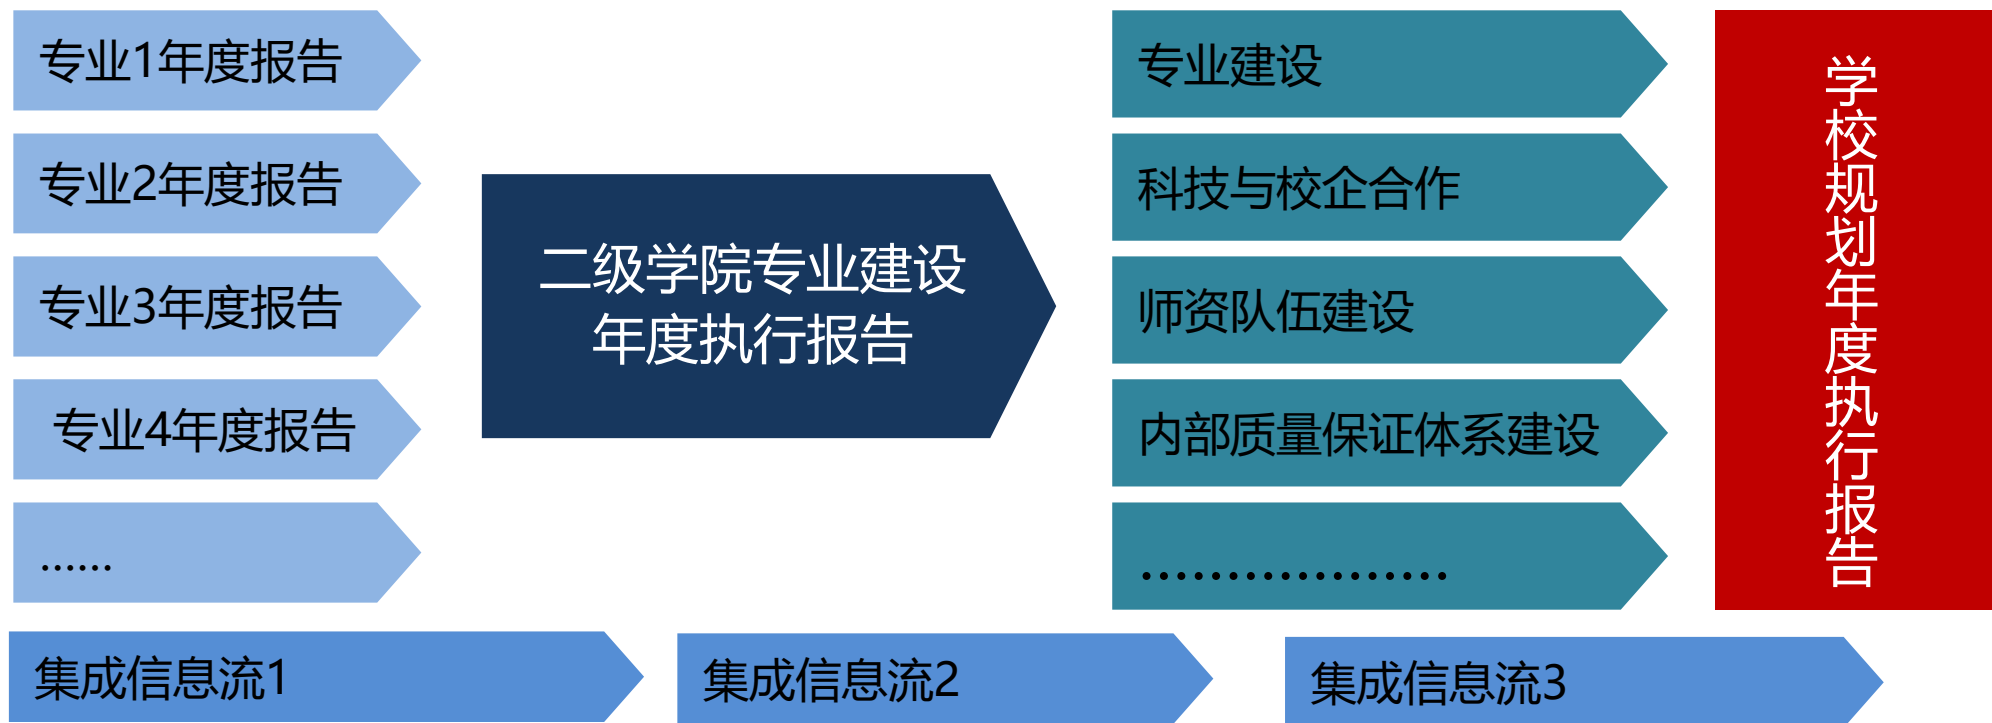 专业1年度报告
专业2年度报告
专业3年度报告
专业4年度报告
......
二级学院专业建设
年度执行报告
专业建设
科技与校企合作
师资队伍建设
内部质量保证体系建设
………………
学校规划年度执行报告
集成信息流1
集成信息流2
集成信息流3